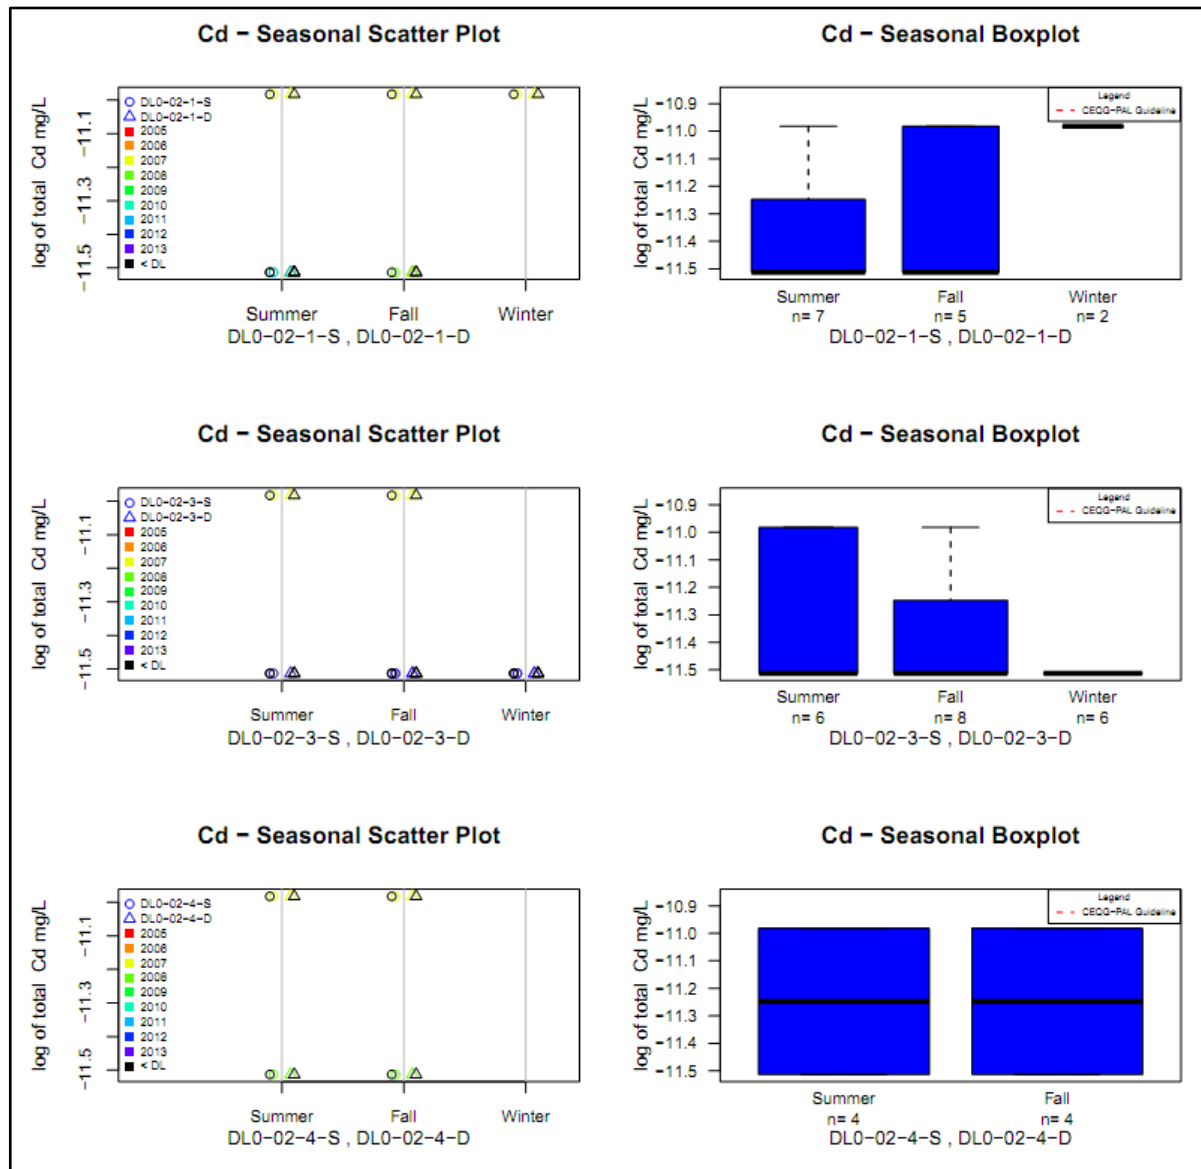 Cd − Seasonal Scatter Plot
log of total Cd mg/L
−11.1
−11.3
−11.5
DL0-02-1-S
DL0-02-1-D
2005
2006
2007
2008
2009
2010
2011
2012
2013
< DL
Summer Fall Winter
DL0-02-1-S , DL0-02-1-D
Cd − Seasonal Boxplot
log of total Cd mg/L
−10.9
−11.0
−11.1
−11.2
−11.3
−11.4
−11.5
Legend
CEQG-PAL Guideline
Summer Fall Winter
n= 7 n= 5 n= 2
DL0-02-1-S , DL0-02-1-D
Cd − Seasonal Scatter Plot
log of total Cd mg/L
−11.1
−11.3
−11.5
DL0-02-3-S
DL0-02-3-D
2005
2006
2007
2008
2009
2010
2011
2012
2013
< DL
Summer Fall Winter
DL0-02-3-S , DL0-02-3-D
Cd − Seasonal Boxplot
log of total Cd mg/L
−10.9
−11.0
−11.1
−11.2
−11.3
−11.4
−11.5
Legend
CEQG-PAL Guideline
Summer Fall Winter
n= 6 n= 8 n= 6
DL0-02-3-S , DL0-02-3-D
Cd − Seasonal Scatter Plot
log of total Cd mg/L
−11.1
−11.3
−11.5
DL0-02-4-S
DL0-02-4-D
2005
2006
2007
2008
2009
2010
2011
2012
2013
< DL
Summer Fall Winter
DL0-02-4-S , DL0-02-4-D
Cd − Seasonal Boxplot
log of total Cd mg/L
−10.9
−11.0
−11.1
−11.2
−11.3
−11.4
−11.5
Legend
CEQG-PAL Guideline
Summer Fall
n= 4 n= 4
DL0-02-4-S , DL0-02-4-D